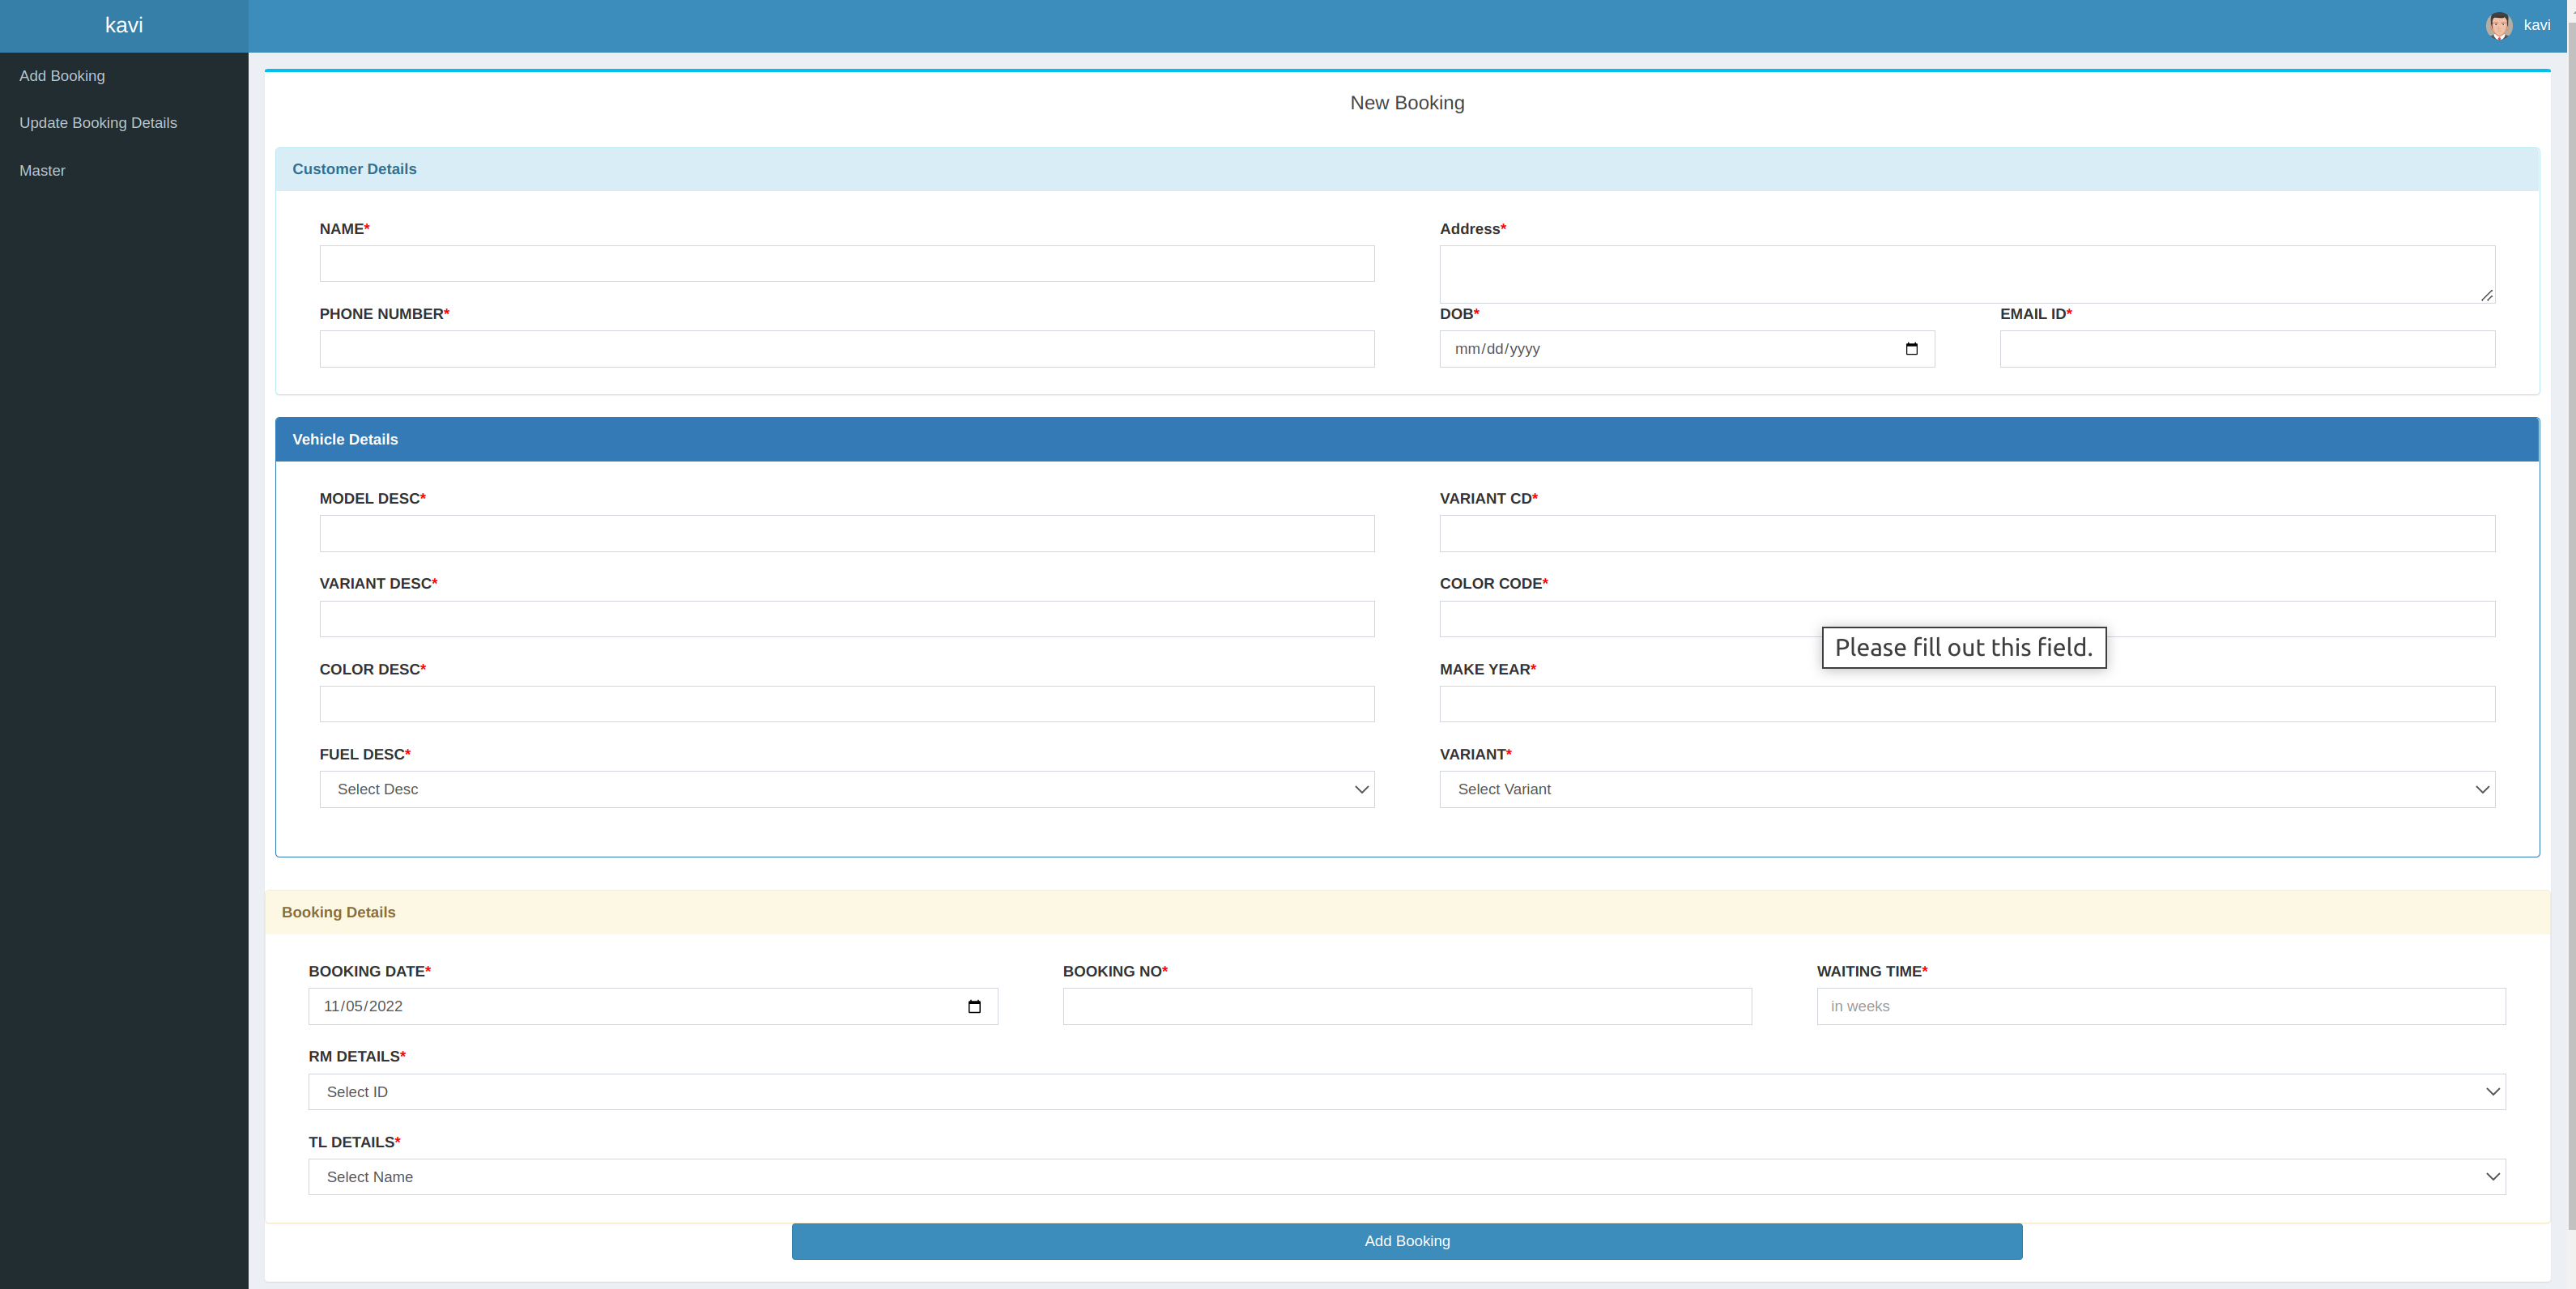 kavi
kavi
Add Booking
Update Booking Details
Master
New Booking
Customer Details
NAME*
Address*
PHONE NUMBER*
DOB*
EMAIL ID*
mm/dd/yyyy
Vehicle Details
MODEL DESC*
VARIANT CD*
VARIANT DESC*
COLOR CODE*
Please fill out this field.
COLOR DESC*
MAKE YEAR*
FUEL DESC*
VARIANT*
Select Desc
Select Variant
Booking Details
BOOKING DATE*
BOOKING NO*
WAITING TIME*
11/05/2022
in weeks
RM DETAILS*
Select ID
TL DETAILS*
Select Name
Add Booking